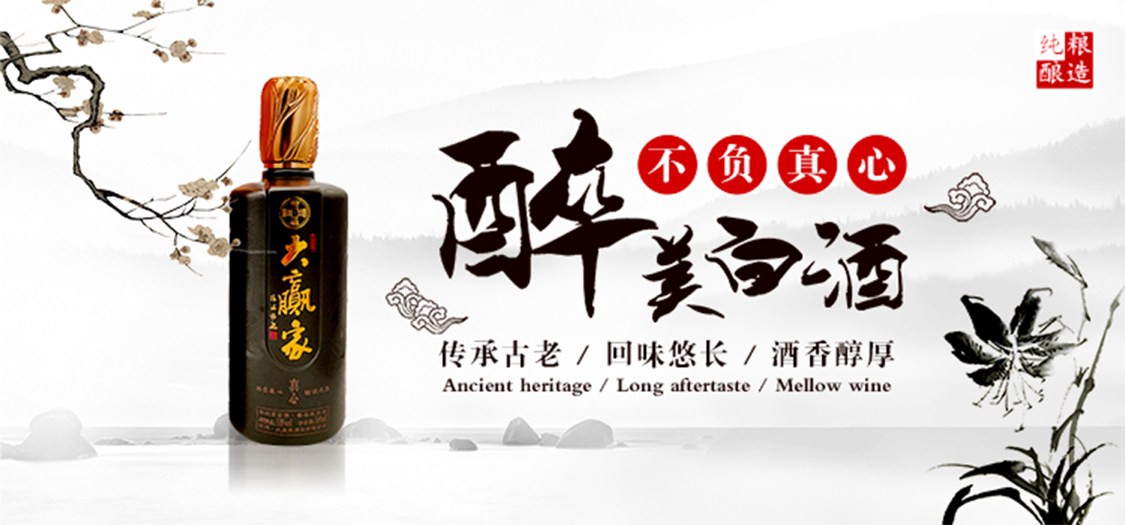 纯粮
酿造
不负真心
醉美白酒
传承古老 / 回味悠长 / 酒香醇厚
Ancient heritage / Long aftertaste / Mellow wine
大赢家